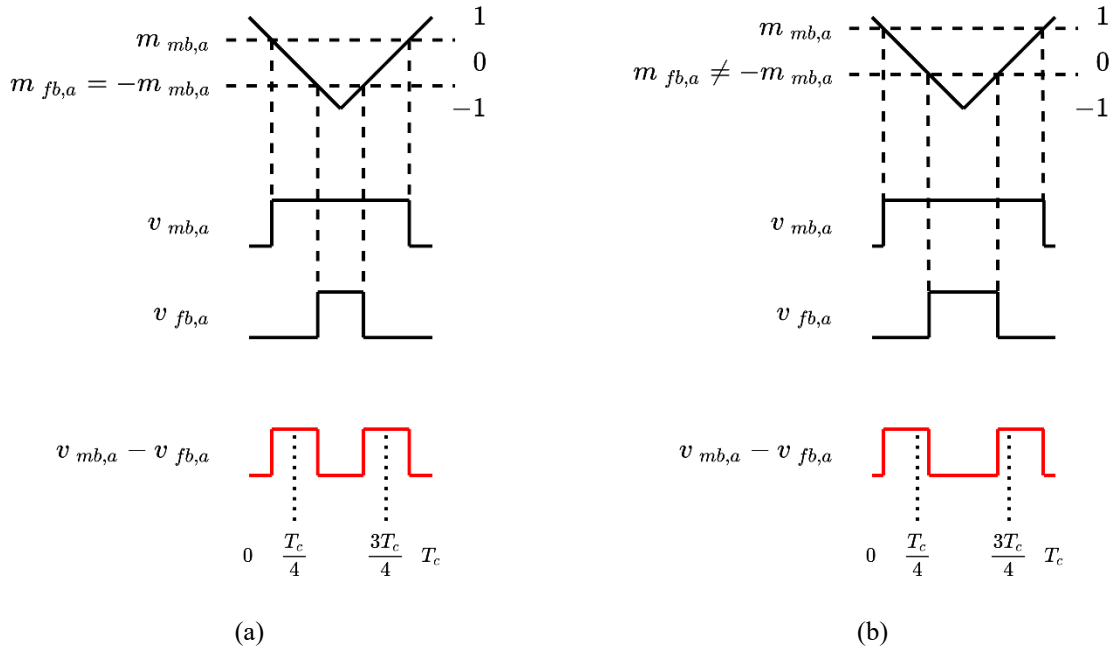 1
m mb,a
0
m fb,a = −m mb,a
−1
v mb,a
v fb,a
v mb,a − v fb,a
0 T_c/4 3T_c/4 T_c
(a)
1
m mb,a
0
m fb,a ≠ −m mb,a
−1
v mb,a
v fb,a
v mb,a − v fb,a
0 T_c/4 3T_c/4 T_c
(b)